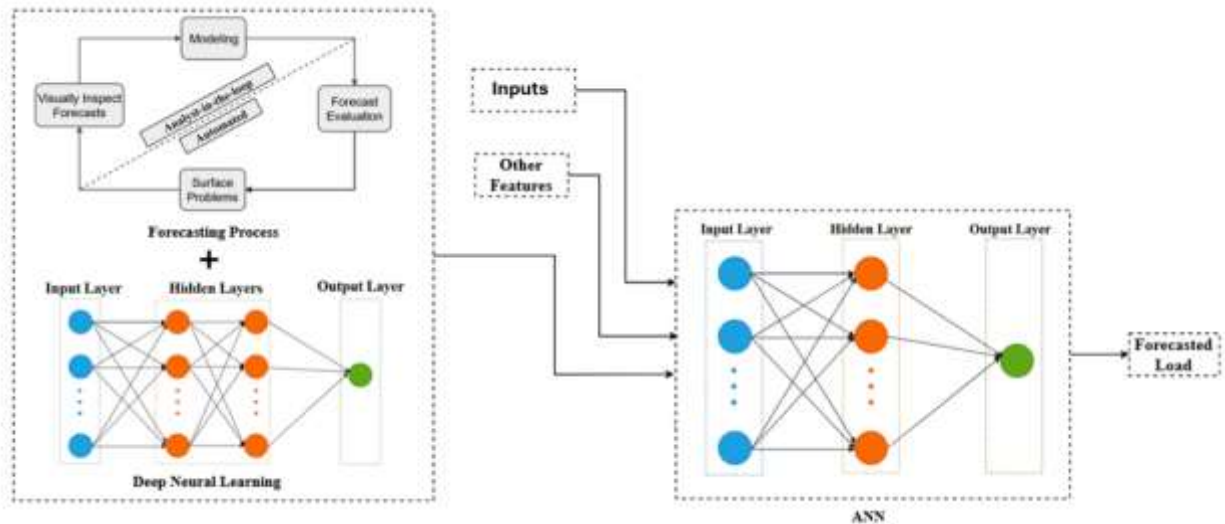 Modeling
Visually Inspect
Forecasts
Analyst-in-the-loop
Automated
Forecast
Evaluation
Surface
Problems
Forecasting Process
+
Input Layer
Hidden Layers
Output Layer
Deep Neural Learning
Inputs
Other
Features
Input Layer
Hidden Layer
Output Layer
ANN
Forecasted
Load